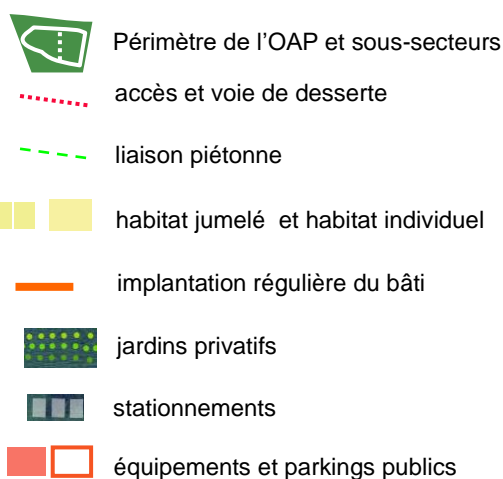 Périmètre de l'OAP et sous-secteurs
accès et voie de desserte
liaison piétonne
habitat jumelé et habitat individuel
implantation régulière du bâti
jardins privatifs
stationnements
équipements et parkings publics